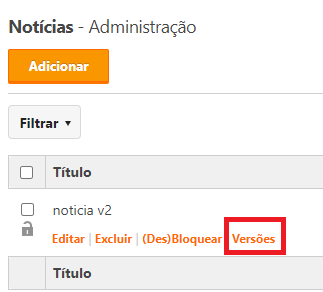 Notícias - Administração
Adicionar
Filtrar
Título
noticia v2
Editar | Excluir | (Des)Bloquear Versões
Título